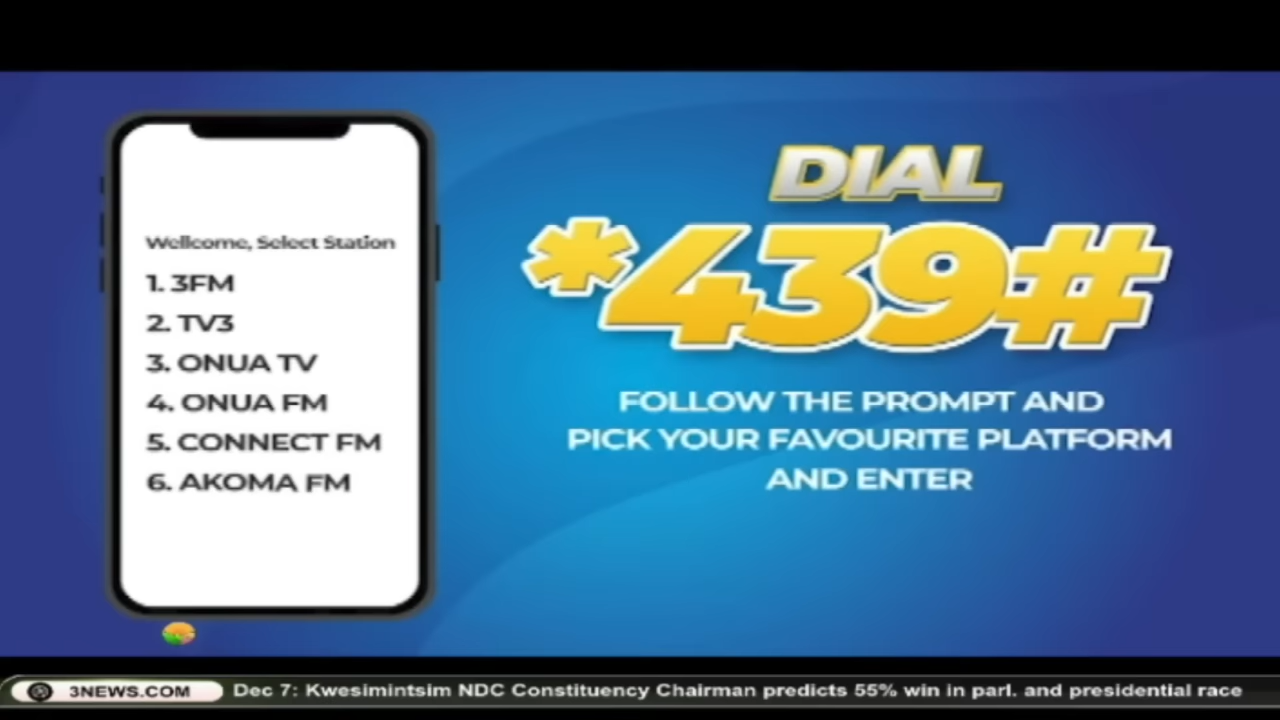 Wellcome, Select Station
1. 3FM
2. TV3
3. ONUA TV
4. ONUA FM
5. CONNECT FM
6. AKOMA FM
DIAL
*439#
FOLLOW THE PROMPT AND
PICK YOUR FAVOURITE PLATFORM
AND ENTER
3NEWS.COM Dec 7: Kwesimintsim NDC Constituency Chairman predicts 55% win in parl. and presidential race